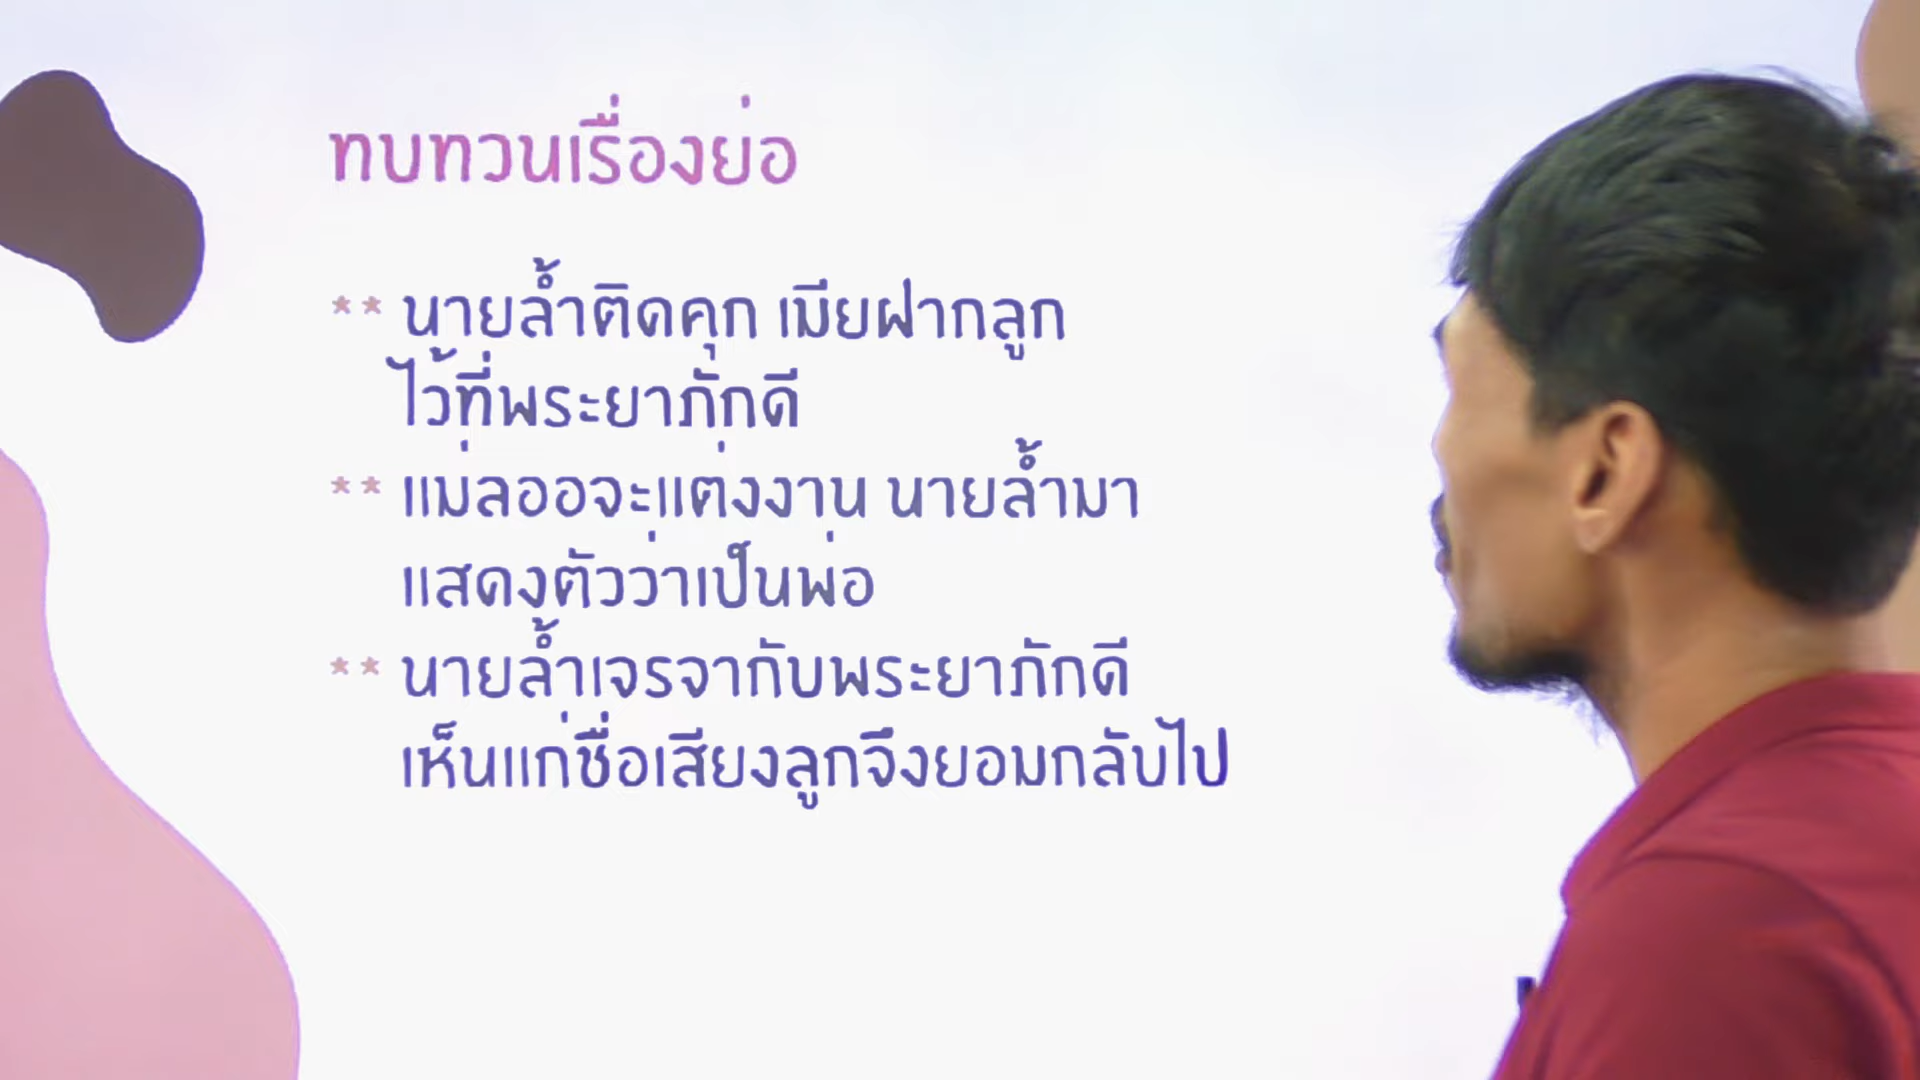 ทบทวนเรื่องย่อ
** นายล้ำติดคุก เมียฝากลูก
ไว้ที่พระยาภักดี
** แม่ลออจะแต่งงาน นายล้ำมา
แสดงตัวว่าเป็นพ่อ
** นายล้ำเจรจากับพระยาภักดี
เห็นแก่ชื่อเสียงลูกจึงยอมกลับไป